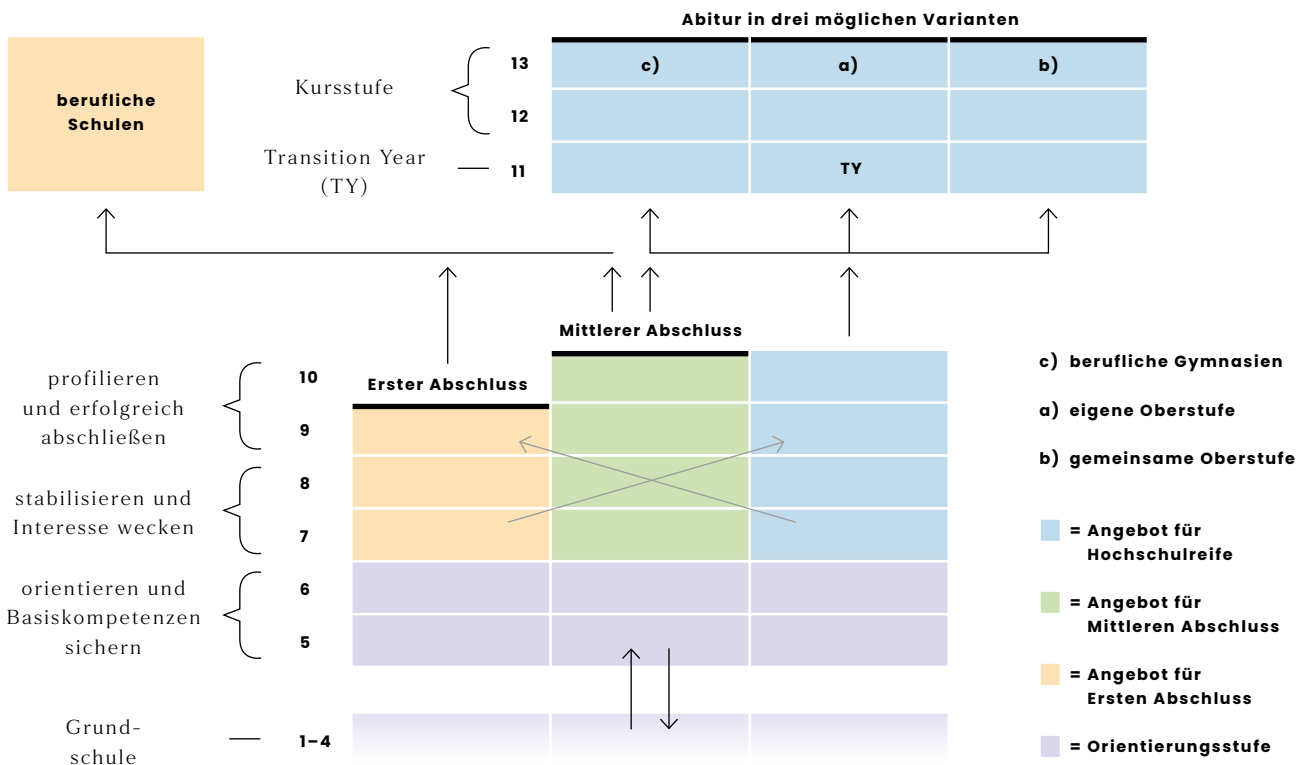 Abitur in drei möglichen Varianten
berufliche
Schulen
Kursstufe
13
c)
a)
b)
12
Transition Year
(TY)
11
TY
Mittlerer Abschluss
profilieren
und erfolgreich
abschließen
10
Erster Abschluss
9
stabilisieren und
Interesse wecken
8
7
orientieren und
Basiskompetenzen
sichern
6
5
Grund-
schule
1–4
c) berufliche Gymnasien
a) eigene Oberstufe
b) gemeinsame Oberstufe
= Angebot für
Hochschulreife
= Angebot für
Mittleren Abschluss
= Angebot für
Ersten Abschluss
= Orientierungsstufe